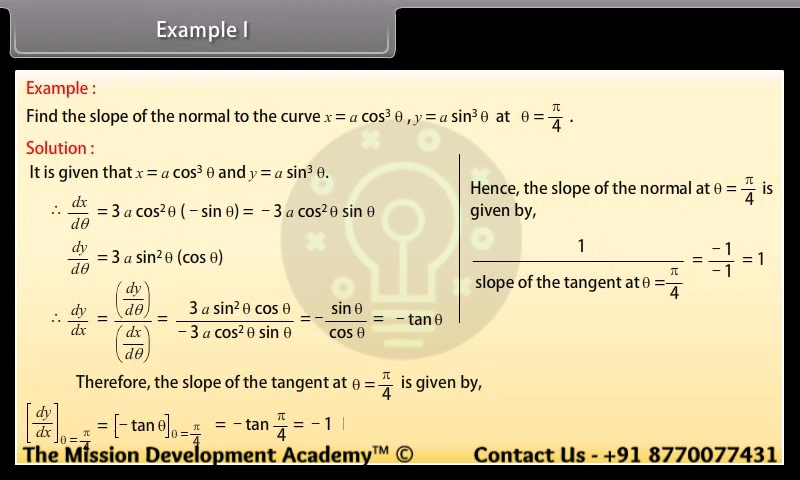 Example I
Example :
Find the slope of the normal to the curve x = a cos³ θ , y = a sin³ θ at θ = π/4 .
Solution :
It is given that x = a cos³ θ and y = a sin³ θ.
∴ dx/dθ = 3 a cos² θ (− sin θ) = − 3 a cos² θ sin θ
dy/dθ = 3 a sin² θ (cos θ)
∴ dy/dx = (dy/dθ)/(dx/dθ) = 3 a sin² θ cos θ / − 3 a cos² θ sin θ = − sin θ/cos θ = − tan θ
Therefore, the slope of the tangent at θ = π/4 is given by,
[dy/dx]θ = π/4 = [− tan θ]θ = π/4 = − tan π/4 = − 1
Hence, the slope of the normal at θ = π/4 is
given by,
1/slope of the tangent at θ = π/4 = −1/−1 = 1
The Mission Development Academy™ © Contact Us - +91 8770077431